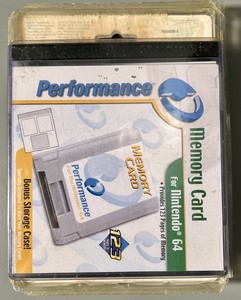 Performance
Memory Card
For Nintendo® 64
• Provides 123 Pages of Memory
MEMORY
CARD
Performance
123
Bonus Storage Case!